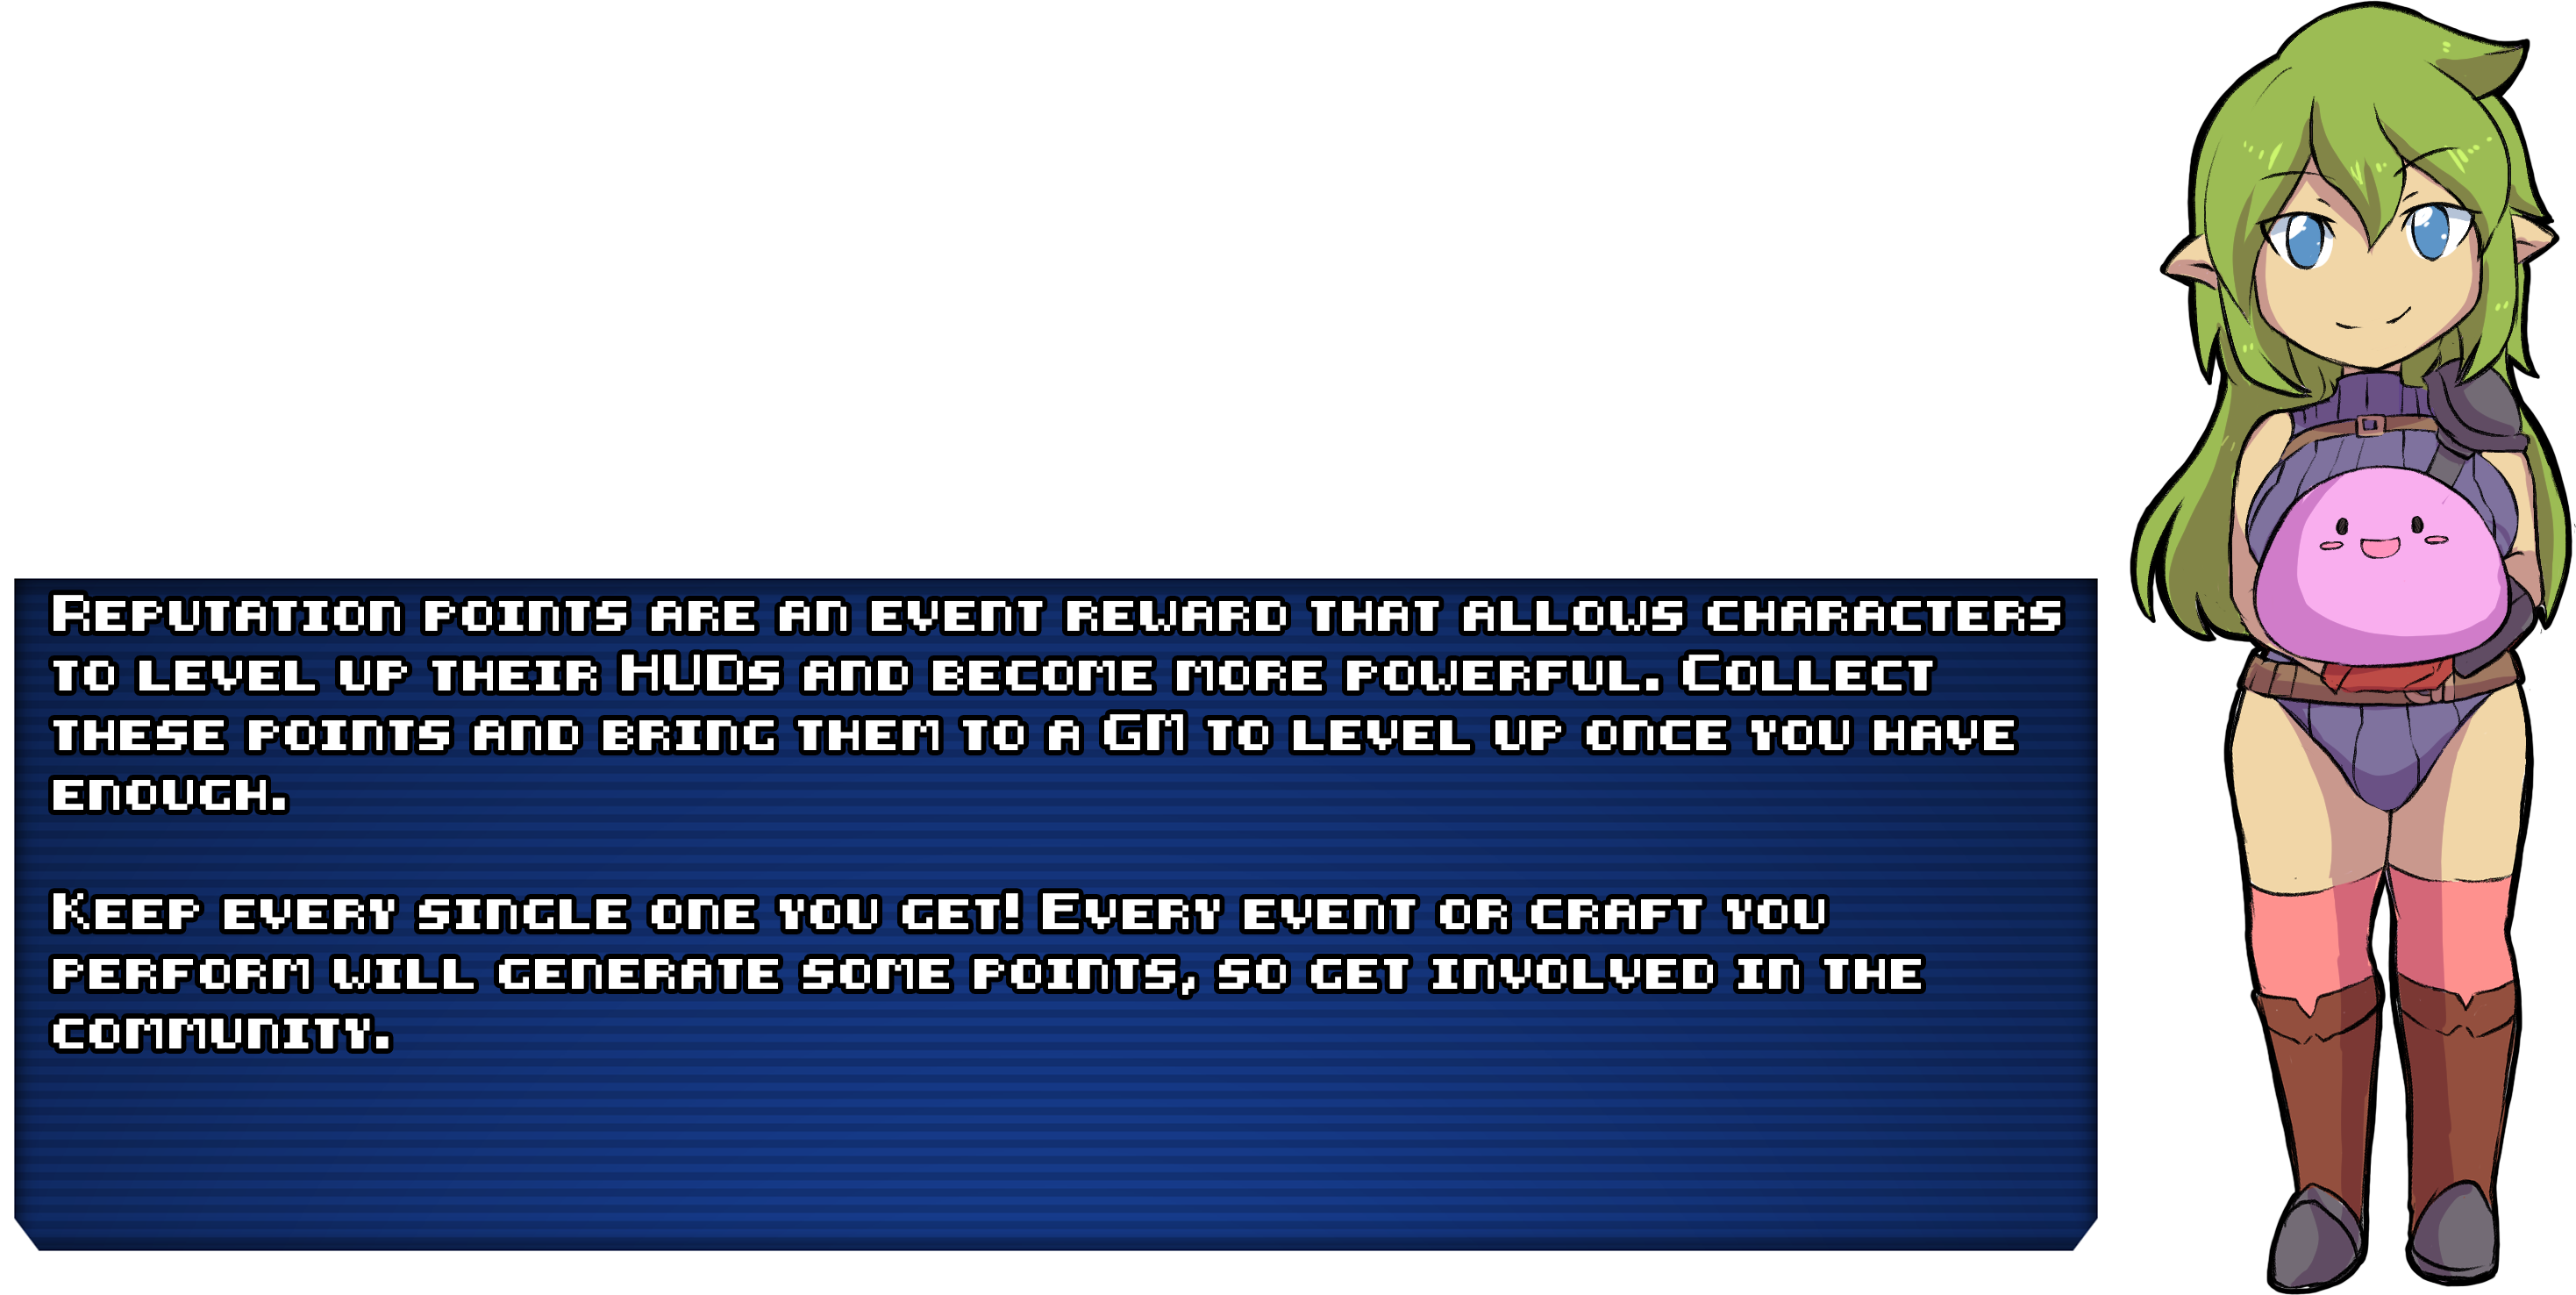 Reputation points are an event reward that allows characters
to level up their HUDs and become more powerful. Collect
these points and bring them to a GM to level up once you have
enough.
Keep every single one you get! Every event or craft you
perform will generate some points, so get involved in the
community.